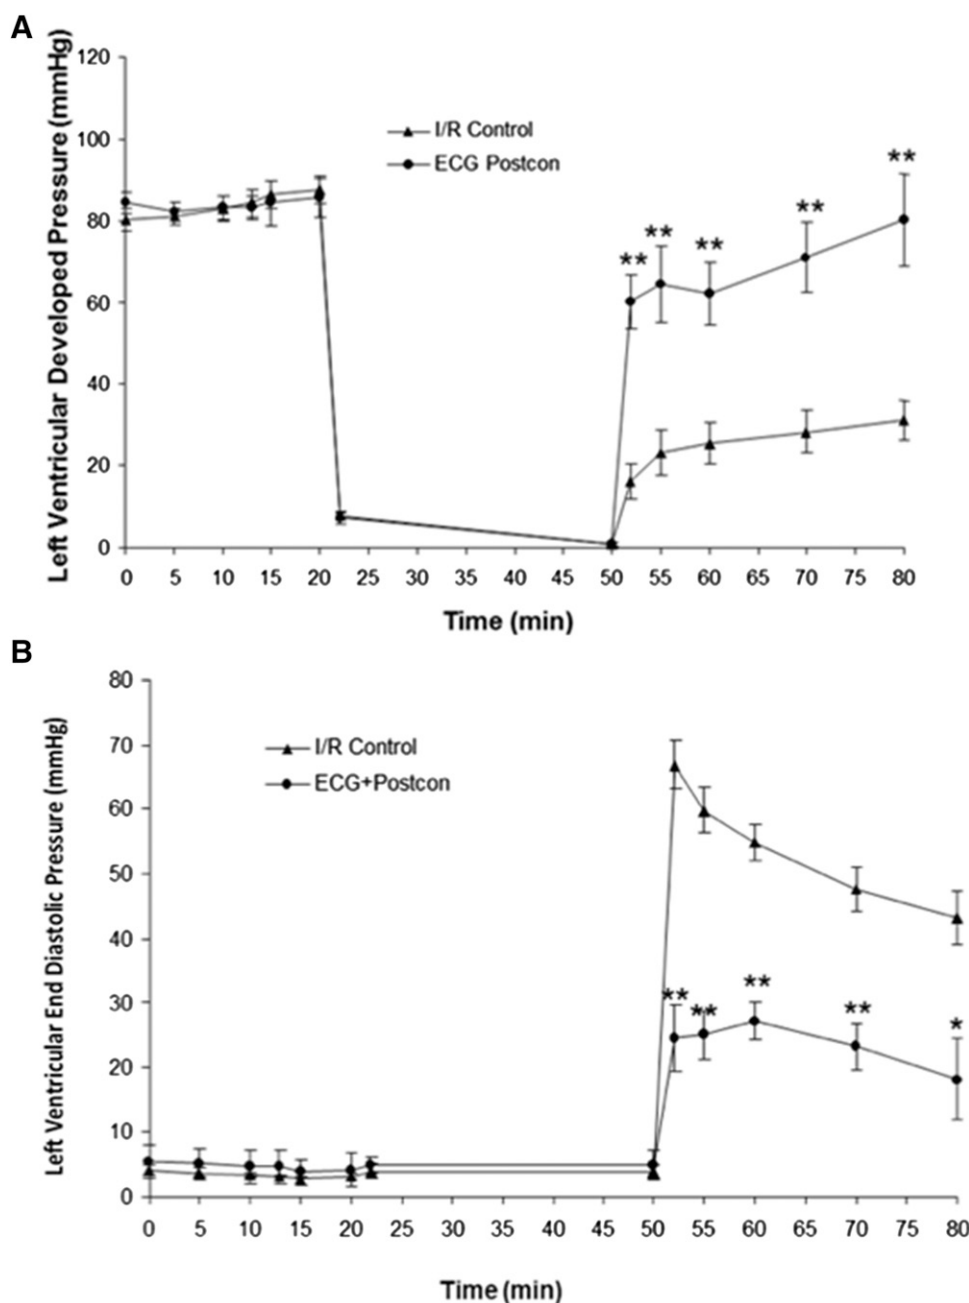 A
Left Ventricular Developed Pressure (mmHg)
120
100
80
60
40
20
0
I/R Control
ECG Postcon
**
**
**
**
**
0 5 10 15 20 25 30 35 40 45 50 55 60 65 70 75 80
Time (min)
B
Left Ventricular End Diastolic Pressure (mmHg)
80
70
60
50
40
30
20
10
0
I/R Control
ECG+Postcon
**
**
**
**
*
0 5 10 15 20 25 30 35 40 45 50 55 60 65 70 75 80
Time (min)